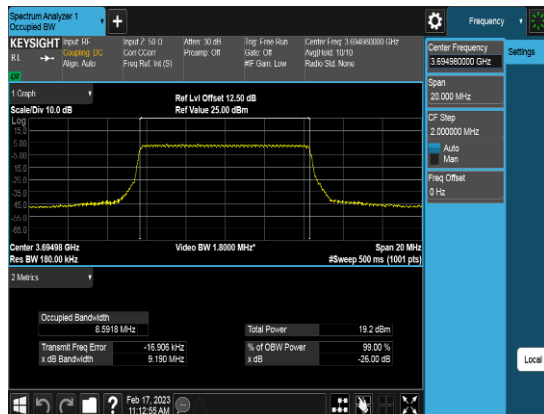 Spectrum Analyzer 1
Occupied BW
Frequency
KEYSIGHT Input: RF Input Z: 50 Ω Atten: 30 dB Trig: Free Run Center Freq: 3.694980000 GHz
RL Coupling: DC Corr CCorr Preamp: Off Gate: Off Avg|Hold: 10/10
Align: Auto Freq Ref: Int (S) #IF Gain: Low Radio Std: None
Center Frequency
3.694980000 GHz
Settings
Span
20.000 MHz
CF Step
2.000000 MHz
Auto
Man
Freq Offset
0 Hz
1 Graph
Scale/Div 10.0 dB
Ref Lvl Offset 12.50 dB
Ref Value 25.00 dBm
Log
15.0
5.00
-5.00
-15.0
-25.0
-35.0
-45.0
-55.0
-65.0
Center 3.69498 GHz Video BW 1.8000 MHz* Span 20 MHz
Res BW 180.00 kHz #Sweep 500 ms (1001 pts)
2 Metrics
Occupied Bandwidth
8.5918 MHz
Total Power 19.2 dBm
Transmit Freq Error -16.906 kHz % of OBW Power 99.00 %
x dB Bandwidth 9.190 MHz x dB -26.00 dB
Local
Feb 17, 2023
11:12:55 AM